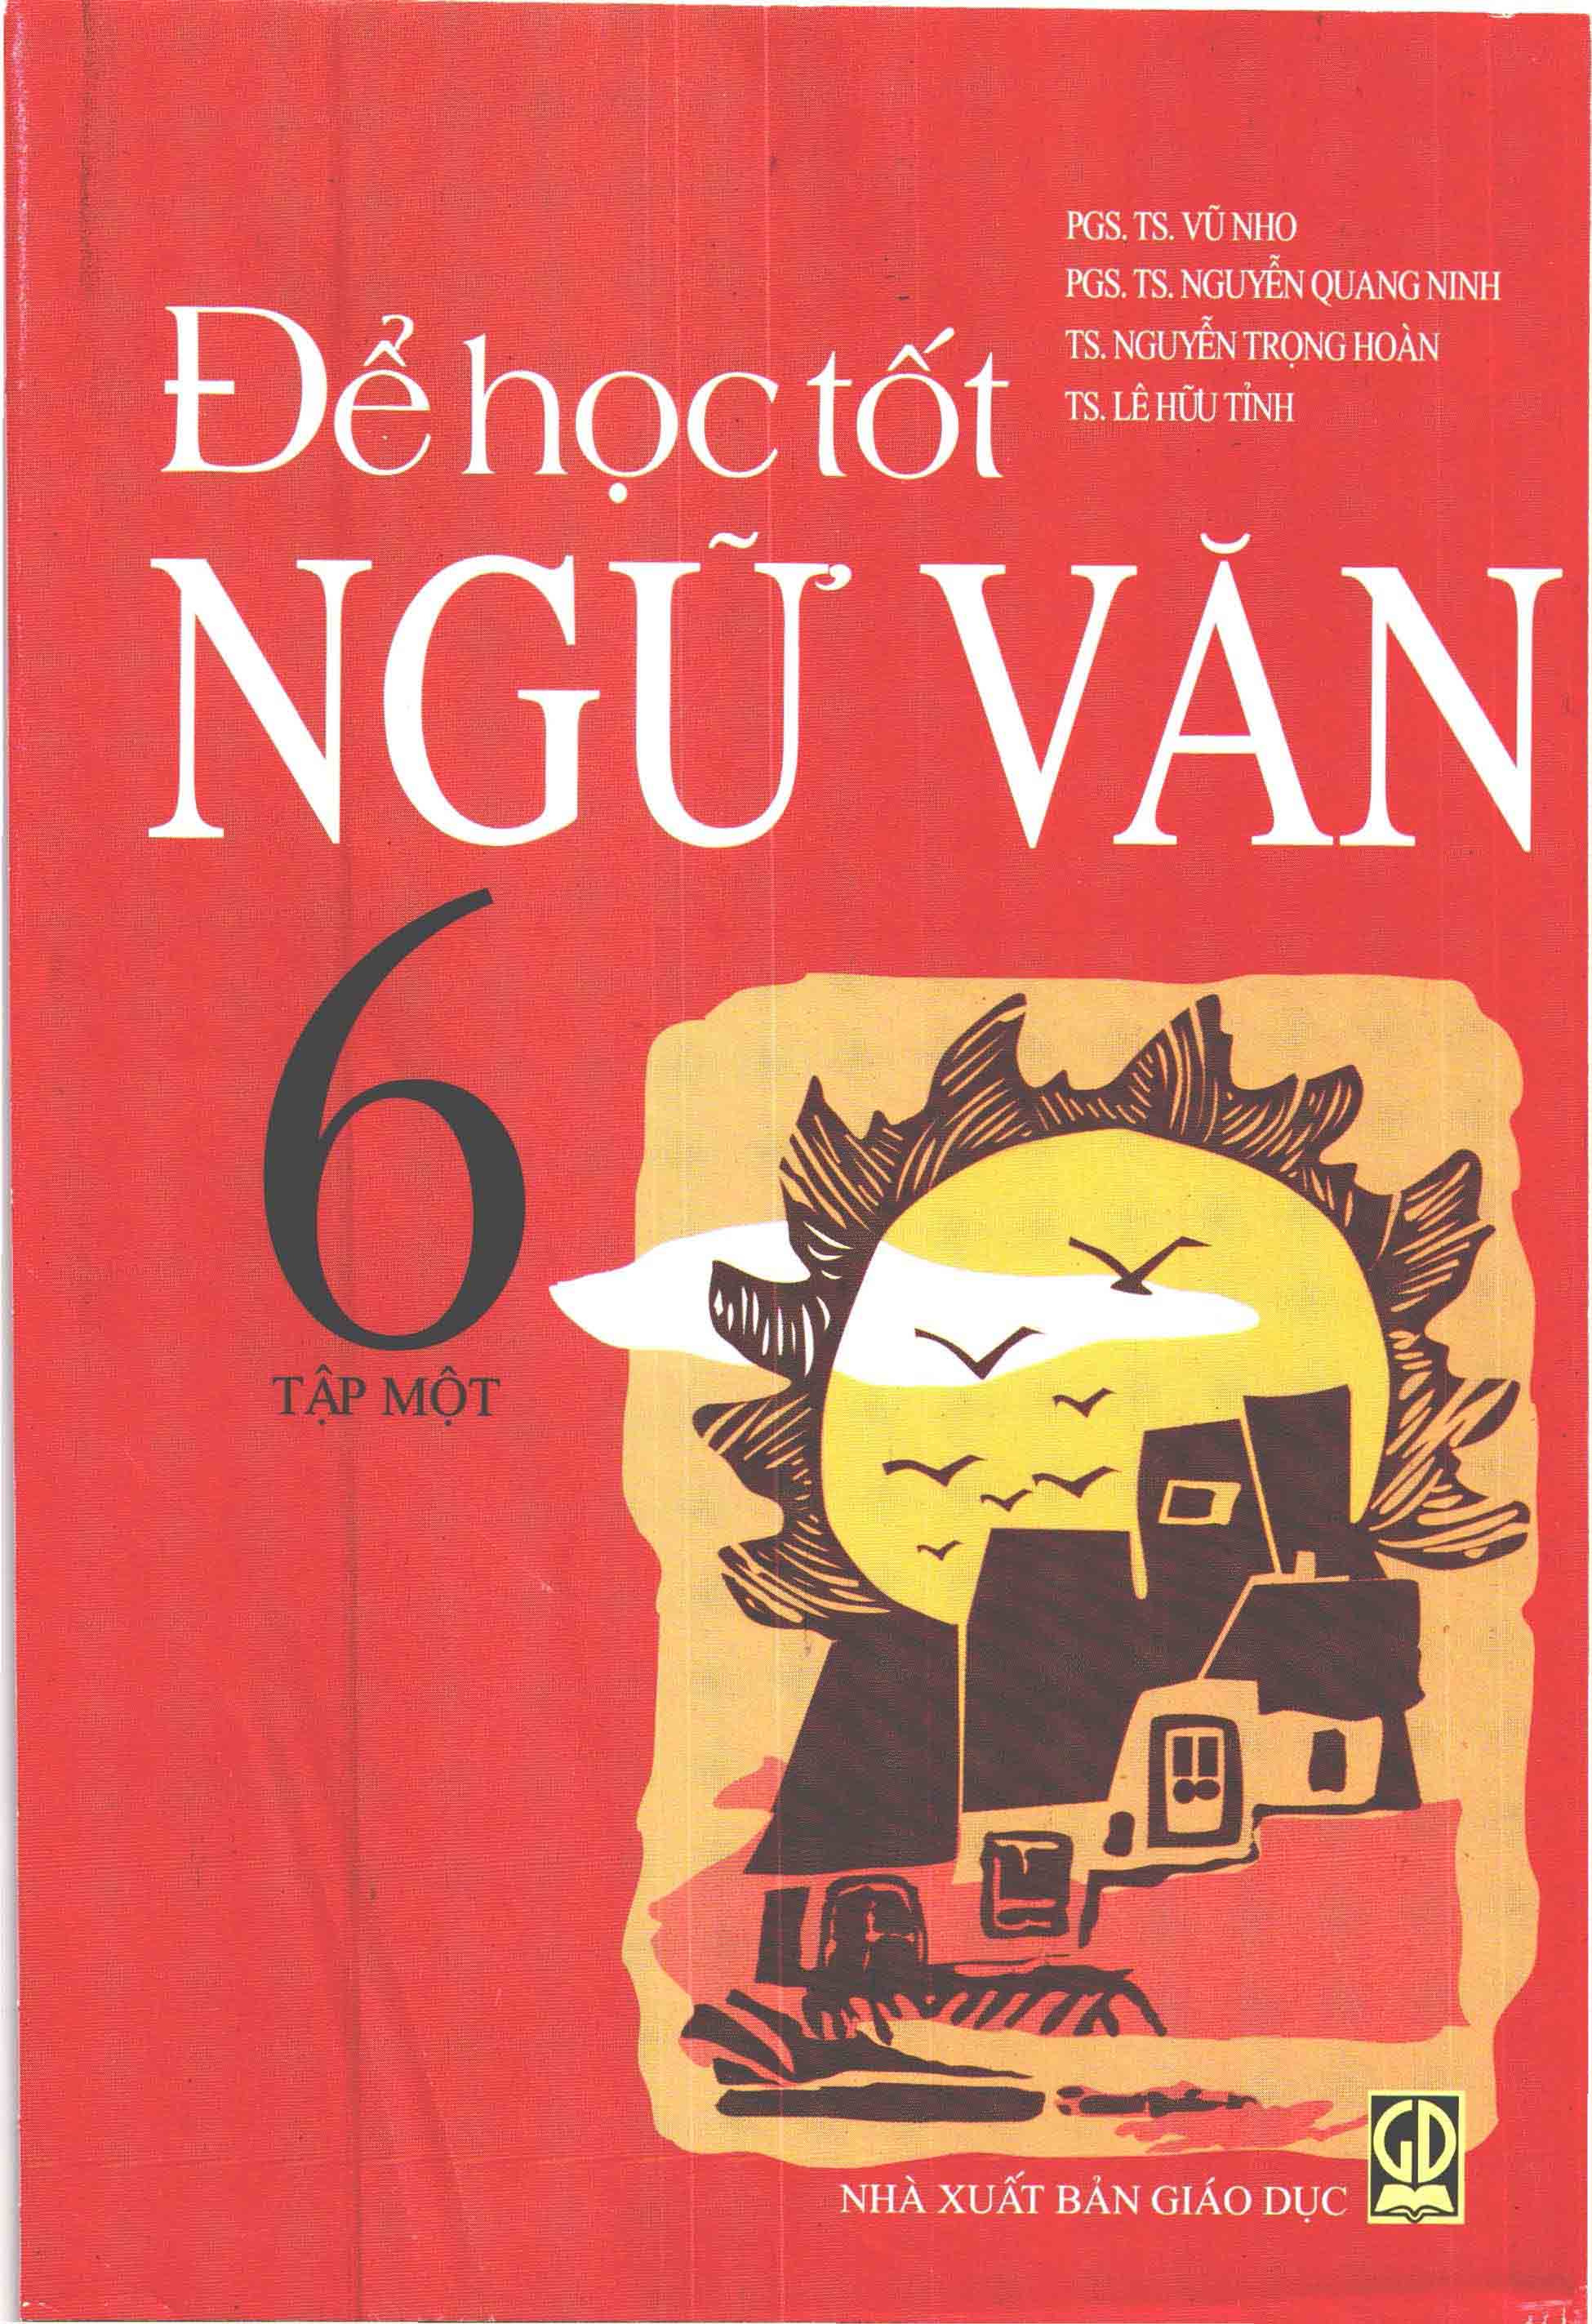 PGS. TS. VŨ NHO
PGS. TS. NGUYỄN QUANG NINH
TS. NGUYỄN TRỌNG HOÀN
TS. LÊ HỮU TỈNH
Để học tốt
NGỮ VĂN
6
TẬP MỘT
NHÀ XUẤT BẢN GIÁO DỤC
GD